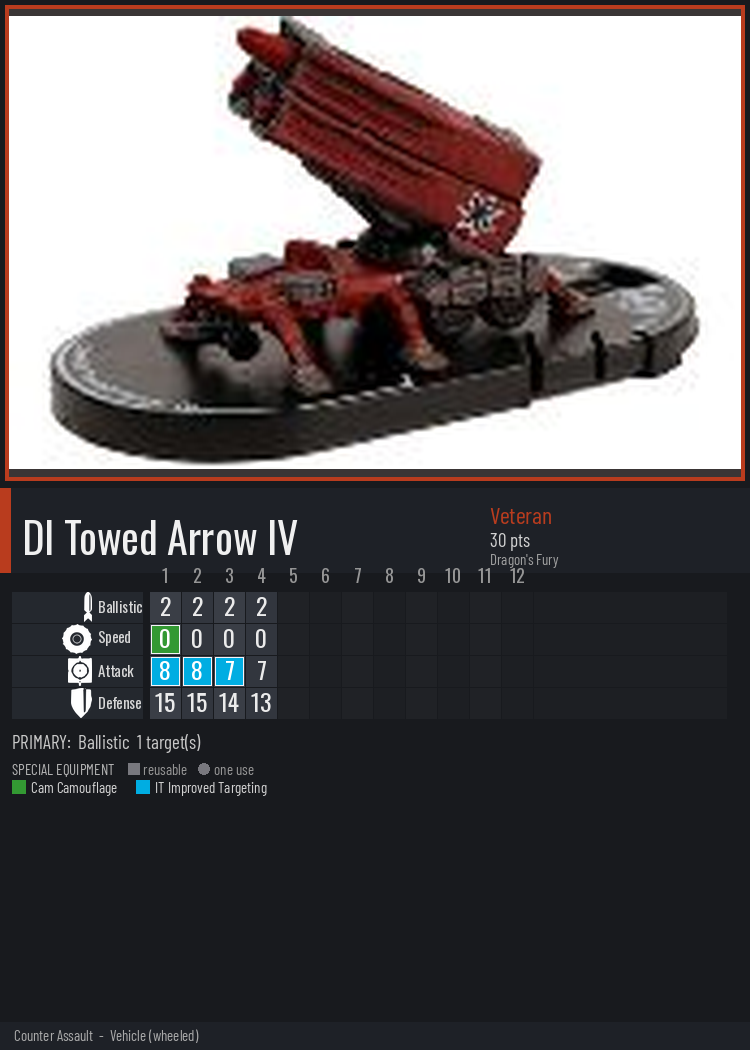 DI Towed Arrow IV
Veteran
30 pts
Dragon's Fury
1 2 3 4 5 6 7 8 9 10 11 12
Ballistic 2 2 2 2
Speed 0 0 0 0
Attack 8 8 7 7
Defense 15 15 14 13
PRIMARY: Ballistic 1 target(s)
SPECIAL EQUIPMENT reusable one use
Cam Camouflage IT Improved Targeting
Counter Assault - Vehicle (wheeled)